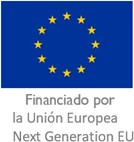 Financiado por
la Unión Europea
Next Generation EU